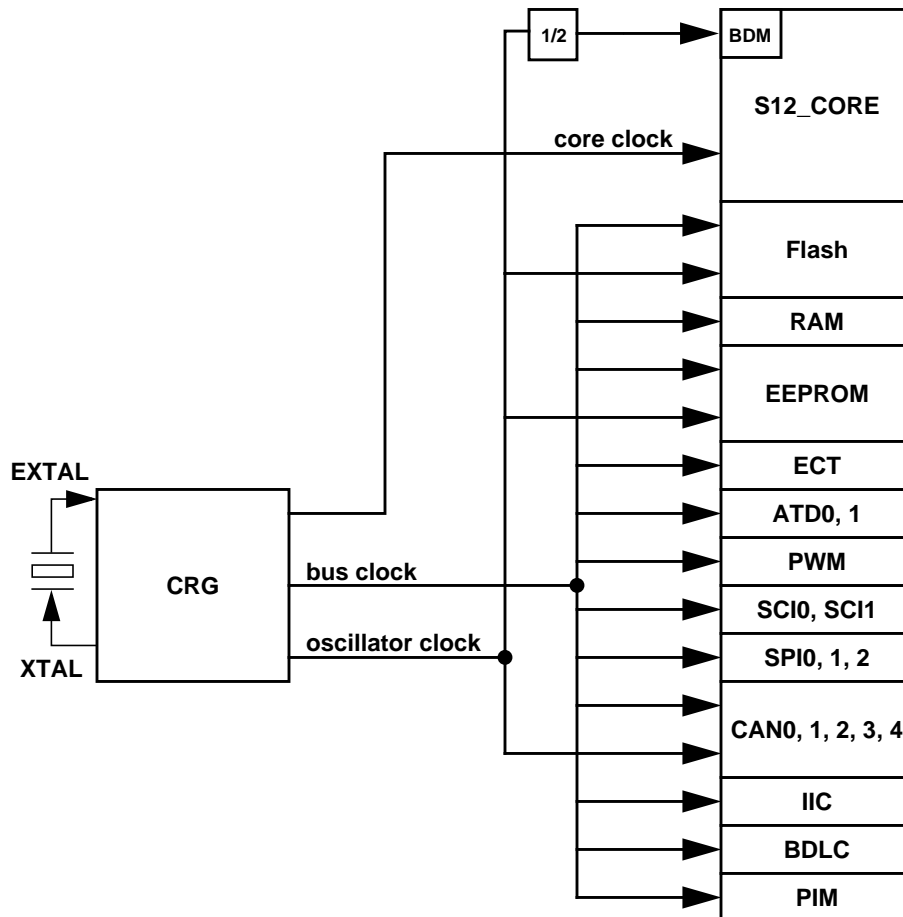 1/2
BDM
S12_CORE
core clock
Flash
RAM
EEPROM
EXTAL
ECT
ATD0, 1
CRG
bus clock
PWM
SCI0, SCI1
XTAL
oscillator clock
SPI0, 1, 2
CAN0, 1, 2, 3, 4
IIC
BDLC
PIM